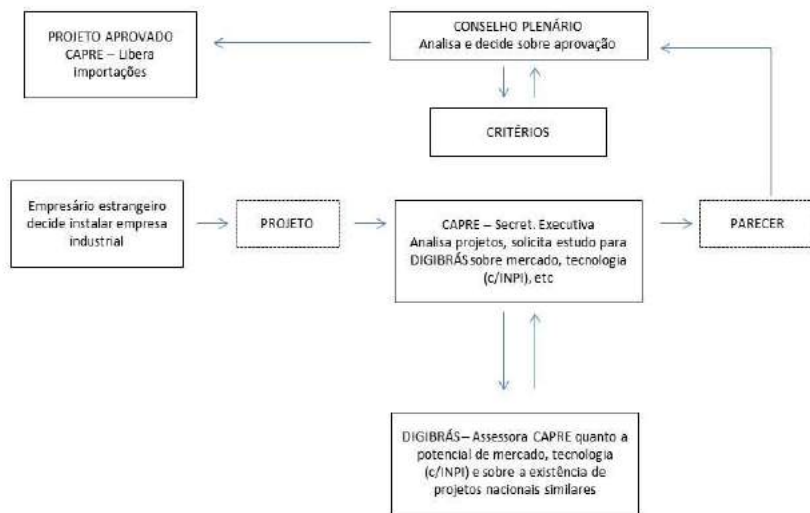 PROJETO APROVADO
CAPRE – Libera
importações
CONSELHO PLENÁRIO
Analisa e decide sobre aprovação
CRITÉRIOS
Empresário estrangeiro
decide instalar empresa
industrial
PROJETO
CAPRE – Secret. Executiva
Analisa projetos, solicita estudo para
DIGIBRÁS sobre mercado, tecnologia
(c/INPI), etc
PARECER
DIGIBRÁS – Assessora CAPRE quanto a
potencial de mercado, tecnologia
(c/INPI) e sobre a existência de
projetos nacionais similares